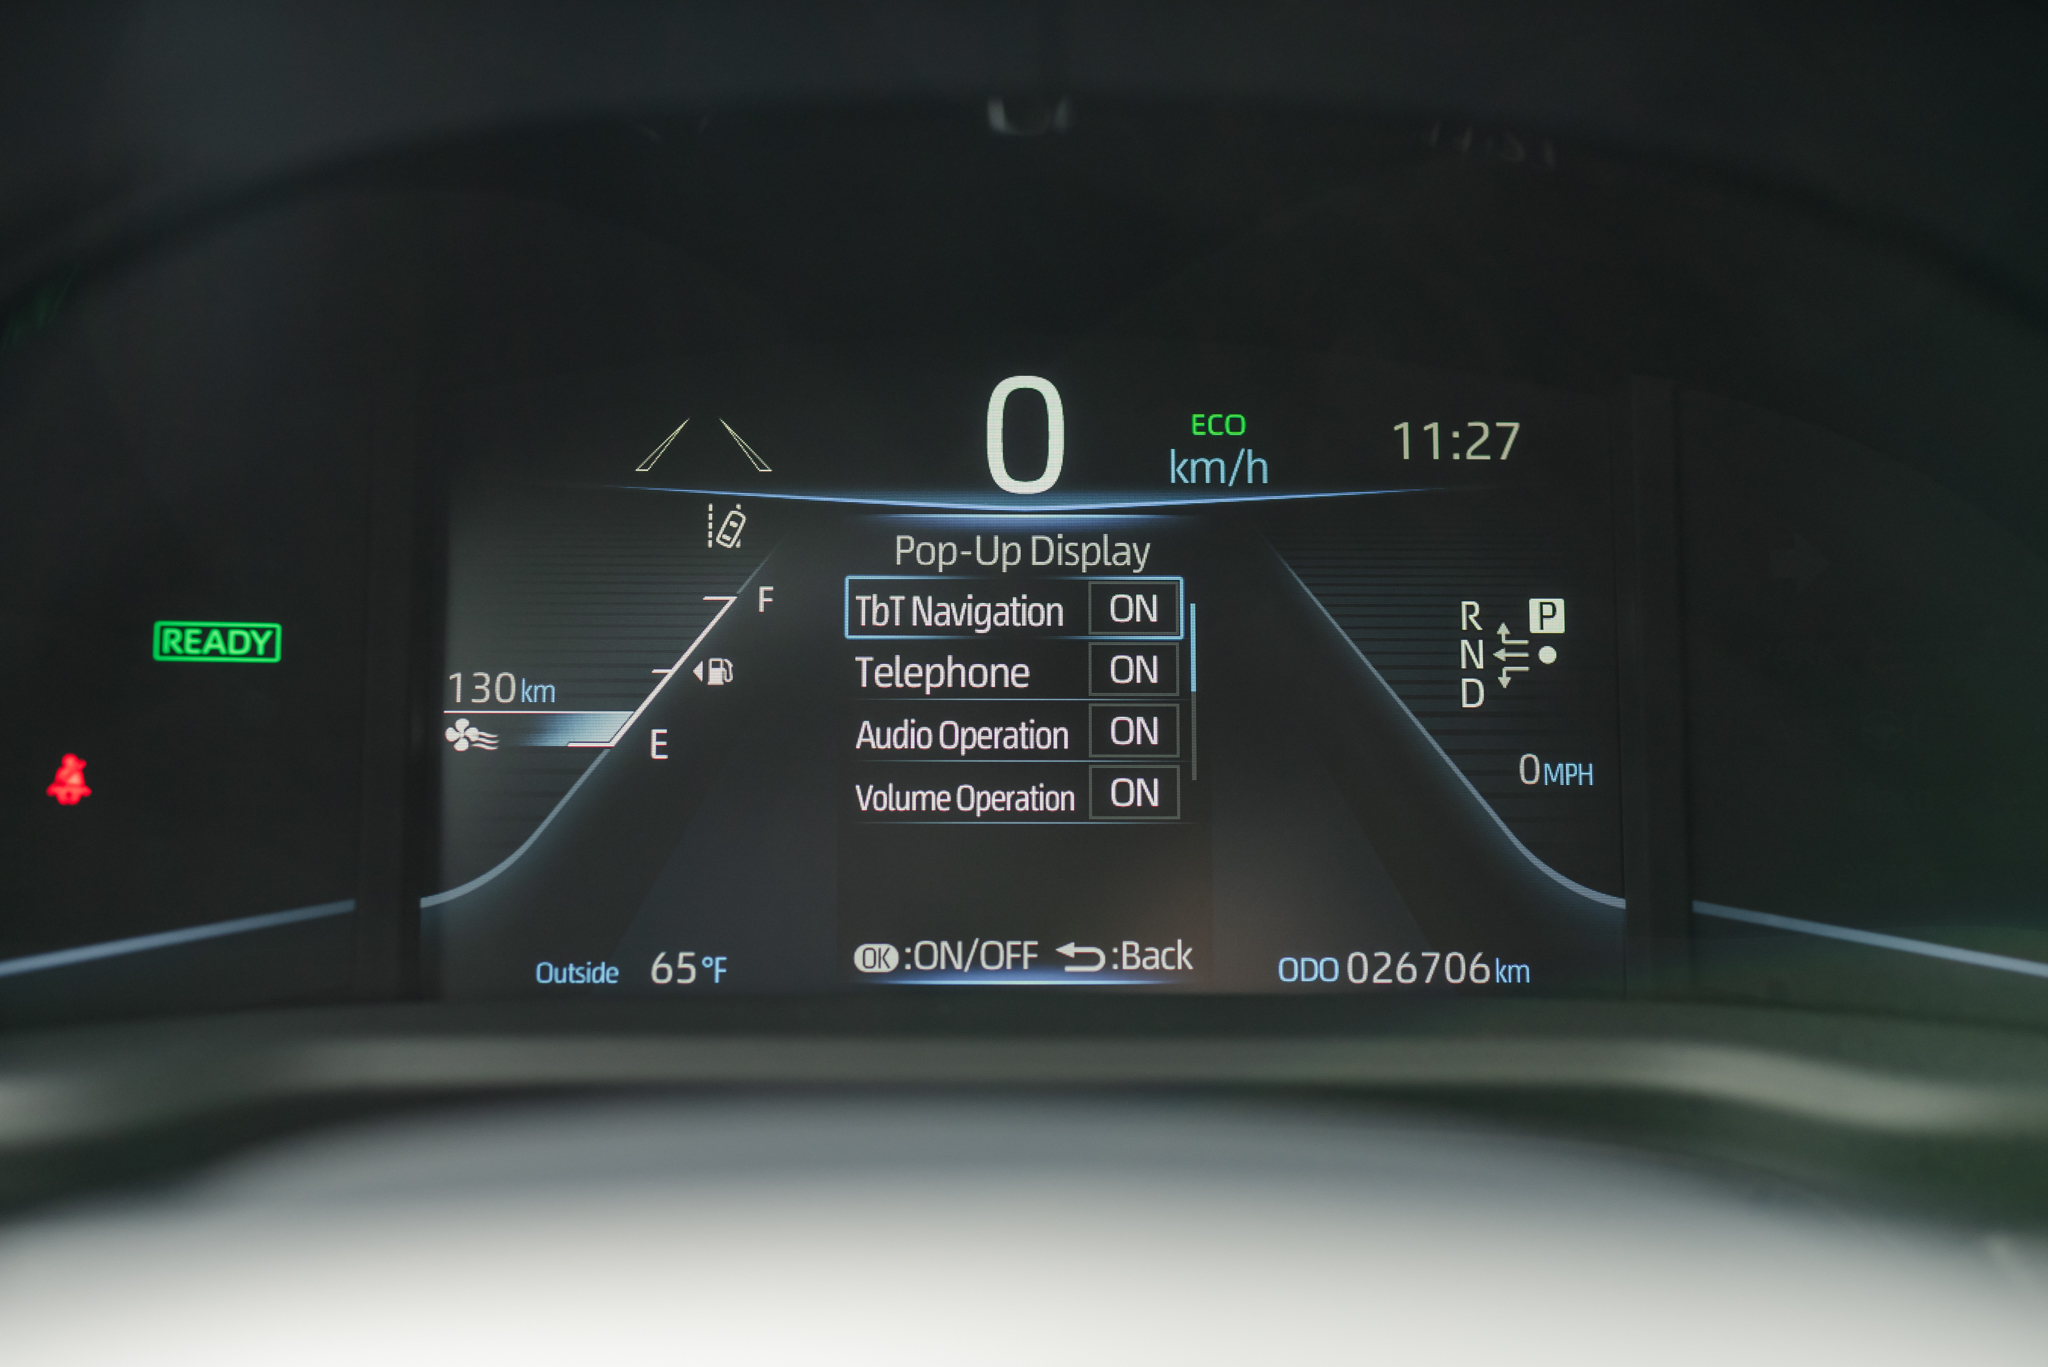 0
ECO
km/h
11:27
Pop-Up Display
TbT Navigation ON
Telephone ON
Audio Operation ON
Volume Operation ON
OK:ON/OFF :Back
READY
F
130km
E
R P
N
D
0MPH
Outside 65°F
ODO 026706km